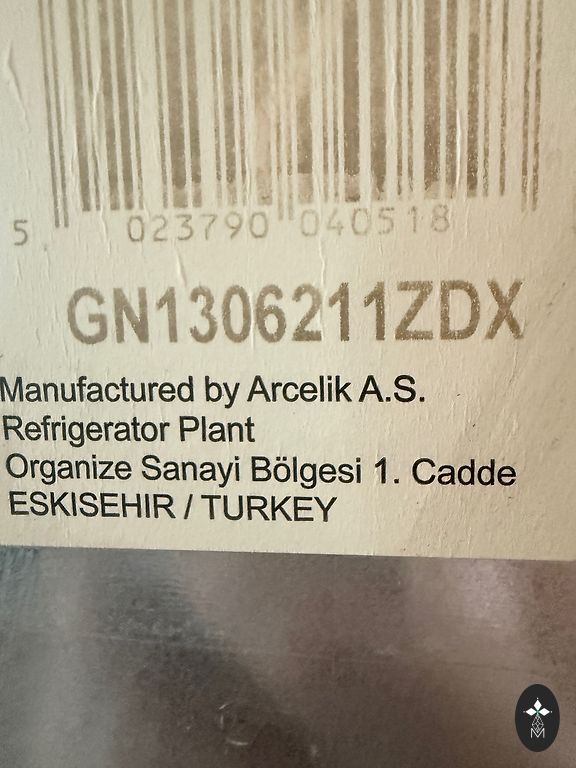 5 023790 040518
GN1306211ZDX
Manufactured by Arcelik A.S.
Refrigerator Plant
Organize Sanayi Bölgesi 1. Cadde
ESKISEHIR / TURKEY
M